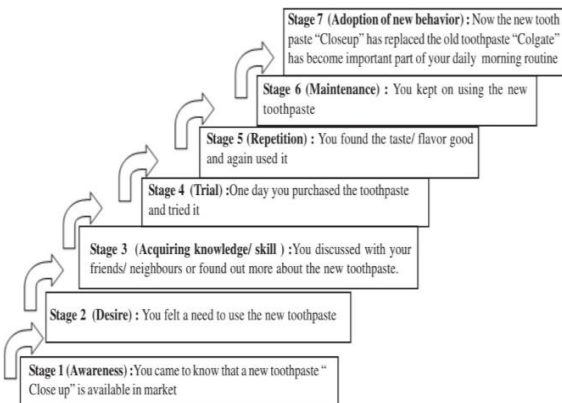 Stage 7 (Adoption of new behavior) : Now the new tooth
paste “Closeup” has replaced the old toothpaste “Colgate”
has become important part of your daily morning routine
Stage 6 (Maintenance) : You kept on using the new
toothpaste
Stage 5 (Repetition) : You found the taste/ flavor good
and again used it
Stage 4 (Trial) :One day you purchased the toothpaste
and tried it
Stage 3 (Acquiring knowledge/ skill ) :You discussed with your
friends/ neighbours or found out more about the new toothpaste.
Stage 2 (Desire) : You felt a need to use the new toothpaste
Stage 1 (Awareness) :You came to know that a new toothpaste “
Close up” is available in market